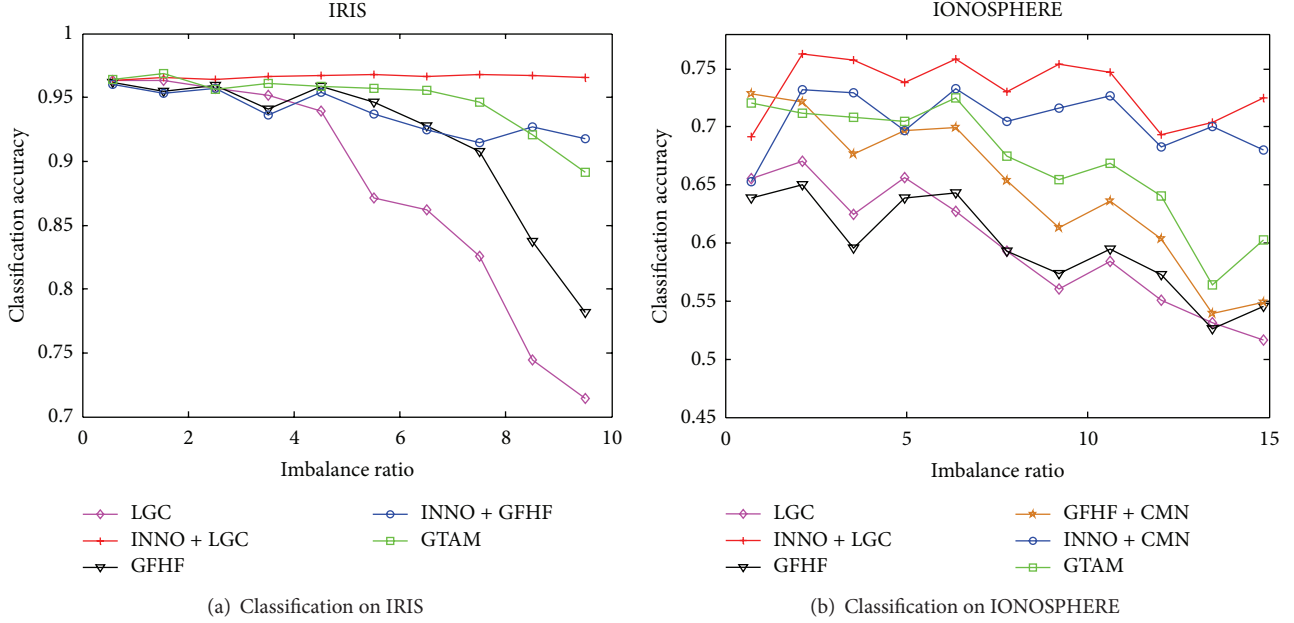 IRIS
1
0.95
0.9
0.85
0.8
0.75
0.7
Classification accuracy
0 2 4 6 8 10
Imbalance ratio
LGC
INNO + LGC
GFHF
INNO + GFHF
GTAM
(a) Classification on IRIS
IONOSPHERE
0.75
0.7
0.65
0.6
0.55
0.5
0.45
Classification accuracy
0 5 10 15
Imbalance ratio
LGC
INNO + LGC
GFHF
GFHF + CMN
INNO + CMN
GTAM
(b) Classification on IONOSPHERE